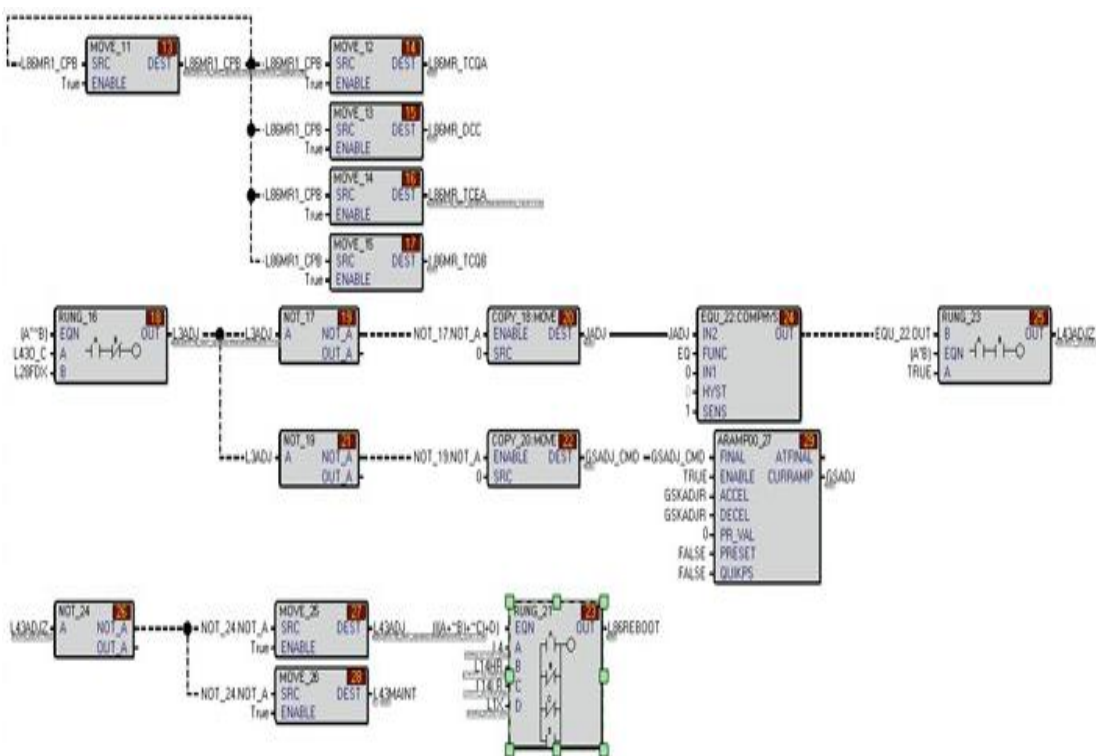 MOVE_11 13
L86MR1_CPB SRC DEST L86MR1_CPB
True ENABLE
MOVE_12 14
L86MR1_CPB SRC DEST L86MR_TCQA
True ENABLE
MOVE_13 15
L86MR1_CPB SRC DEST L86MR_DCC
True ENABLE
MOVE_14 16
L86MR1_CPB SRC DEST L86MR_TCEA
True ENABLE
MOVE_15 17
L86MR1_CPB SRC DEST L86MR_TCQB
True ENABLE
RUNG_16 18
(A*~B) EQN OUT L3ADJ
L43O_C A
L28FDX B
NOT_17 19
L3ADJ A NOT_A
OUT_A
COPY_18:MOVE 20
NOT_17:NOT_A ENABLE DEST JADJ
0 SRC
EQU_22:COMPHYS 24
JADJ IN2 OUT
EQ FUNC
0 IN1
0 HYST
1 SENS
RUNG_23 25
EQU_22:OUT B OUT L43ADJZ
(A*B) EQN
TRUE A
NOT_19 21
L3ADJ A NOT_A
OUT_A
COPY_20:MOVE 22
NOT_19:NOT_A ENABLE DEST GSADJ_CMD
0 SRC
ARAMP00_27 29
GSADJ_CMD FINAL ATFINAL
TRUE ENABLE CURRAMP GSADJ
GSKADJR ACCEL
GSKADJR DECEL
0 PR_VAL
FALSE PRESET
FALSE QUIKPS
NOT_24 26
L43ADJZ A NOT_A
OUT_A
MOVE_25 27
NOT_24:NOT_A SRC DEST L43ADJ
True ENABLE
MOVE_26 28
NOT_24:NOT_A SRC DEST L43MAINT
True ENABLE
RUNG_21 23
(((A+~B)+~C)+D) EQN OUT L86REBOOT
L4 A
L14HR B
L14LR C
L1X D